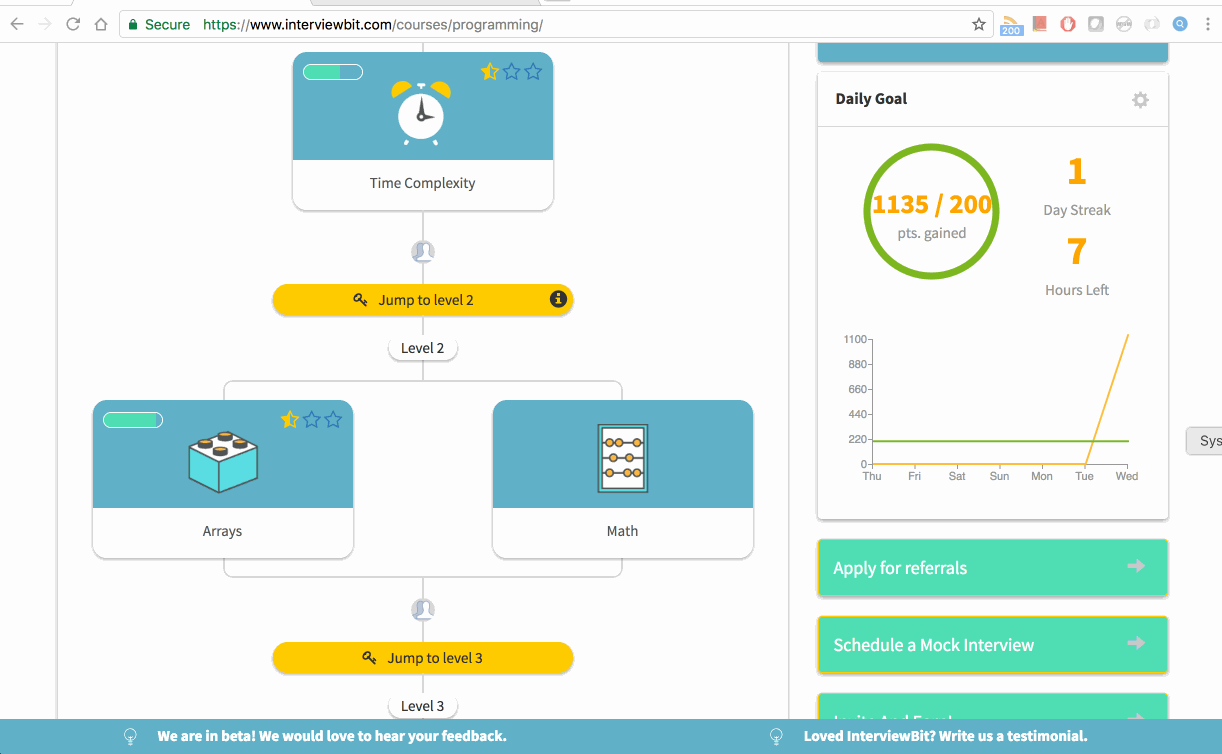 Secure https://www.interviewbit.com/courses/programming/
200
Time Complexity
Jump to level 2
Level 2
Arrays
Math
Jump to level 3
Level 3
Daily Goal
1135 / 200
pts. gained
1
Day Streak
7
Hours Left
1100
880
660
440
220
0
Thu Fri Sat Sun Mon Tue Wed
Sys
Apply for referrals
Schedule a Mock Interview
We are in beta! We would love to hear your feedback.
Loved InterviewBit? Write us a testimonial.